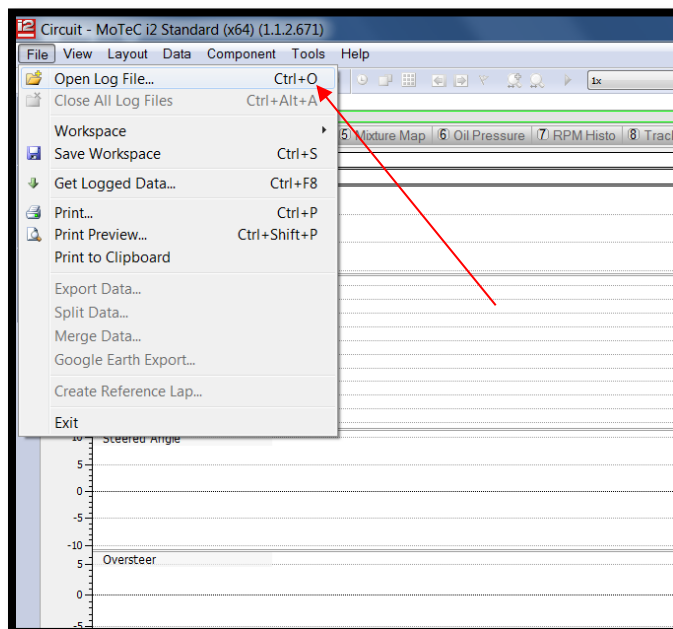 i2 Circuit - MoTeC i2 Standard (x64) (1.1.2.671)
File View Layout Data Component Tools Help
Open Log File... Ctrl+O
1x
Close All Log Files Ctrl+Alt+A
Workspace
5 Mixture Map 6 Oil Pressure 7 RPM Histo 8 Trac
Save Workspace Ctrl+S
Get Logged Data... Ctrl+F8
Print... Ctrl+P
Print Preview... Ctrl+Shift+P
Print to Clipboard
Export Data...
Split Data...
Merge Data...
Google Earth Export...
Create Reference Lap...
Exit
10 Steered Angle
5
0
-5
-10
5 Oversteer
0
-5